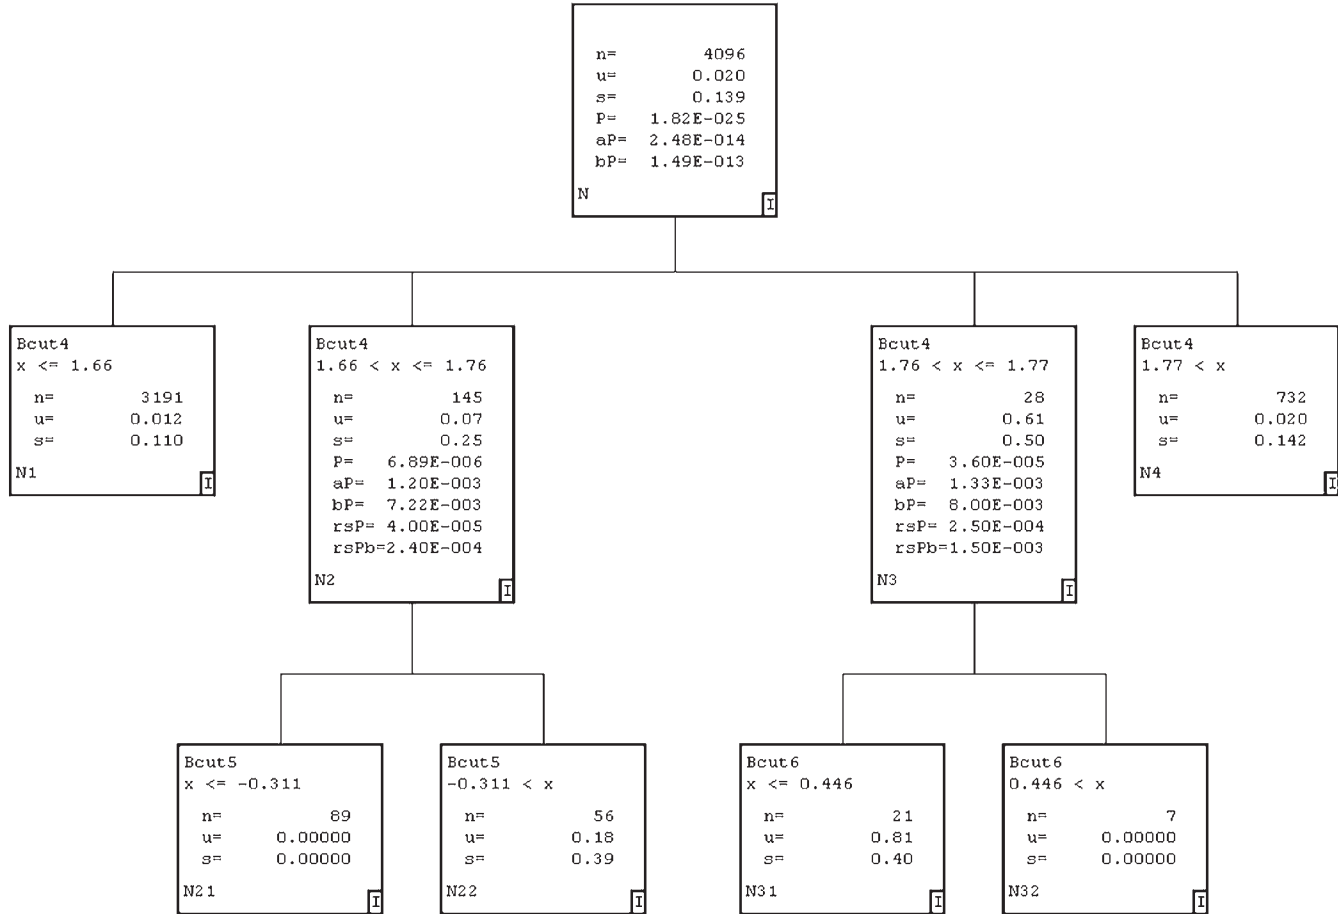 n= 4096
u= 0.020
s= 0.139
P= 1.82E-025
aP= 2.48E-014
bP= 1.49E-013
N
I
Bcut4
x <= 1.66
n= 3191
u= 0.012
s= 0.110
N1
I
Bcut4
1.66 < x <= 1.76
n= 145
u= 0.07
s= 0.25
P= 6.89E-006
aP= 1.20E-003
bP= 7.22E-003
rsP= 4.00E-005
rsPb=2.40E-004
N2
I
Bcut4
1.76 < x <= 1.77
n= 28
u= 0.61
s= 0.50
P= 3.60E-005
aP= 1.33E-003
bP= 8.00E-003
rsP= 2.50E-004
rsPb=1.50E-003
N3
I
Bcut4
1.77 < x
n= 732
u= 0.020
s= 0.142
N4
I
Bcut5
x <= -0.311
n= 89
u= 0.00000
s= 0.00000
N21
I
Bcut5
-0.311 < x
n= 56
u= 0.18
s= 0.39
N22
I
Bcut6
x <= 0.446
n= 21
u= 0.81
s= 0.40
N31
I
Bcut6
0.446 < x
n= 7
u= 0.00000
s= 0.00000
N32
I